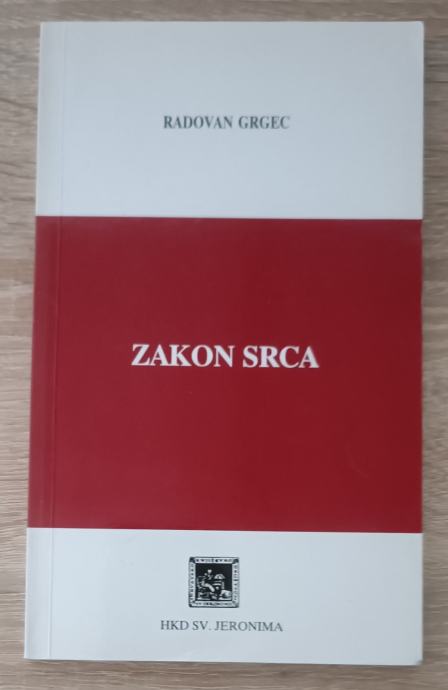 RADOVAN GRGEC
ZAKON SRCA
HKD SV. JERONIMA